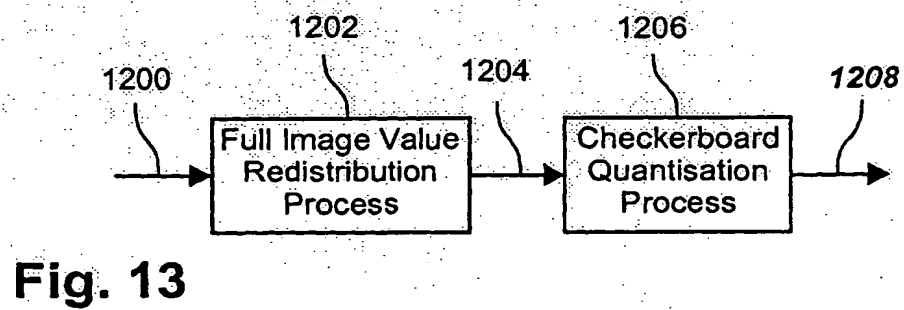 1202
1206
1200
1204
1208
Full Image Value
Redistribution
Process
Checkerboard
Quantisation
Process
Fig. 13